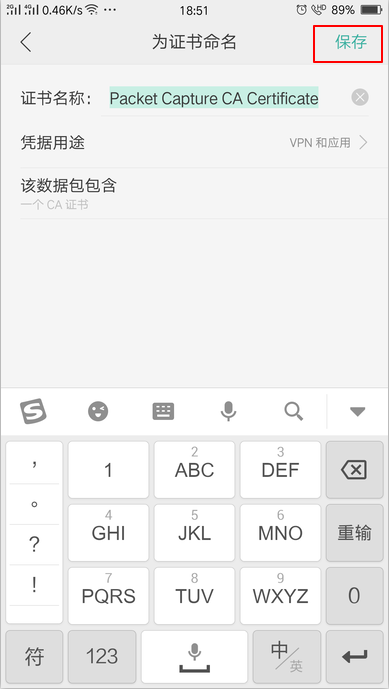 2G 4G 0.46K/s ··· 18:51 89%
为证书命名 保存
证书名称： Packet Capture CA Certificate
凭据用途 VPN 和应用
该数据包包含
一个 CA 证书
S
， 1 2 ABC 3 DEF
。 4 GHI 5 JKL 6 MNO 重输
？
！ 7 PQRS 8 TUV 9 WXYZ 0
符 123 中/英